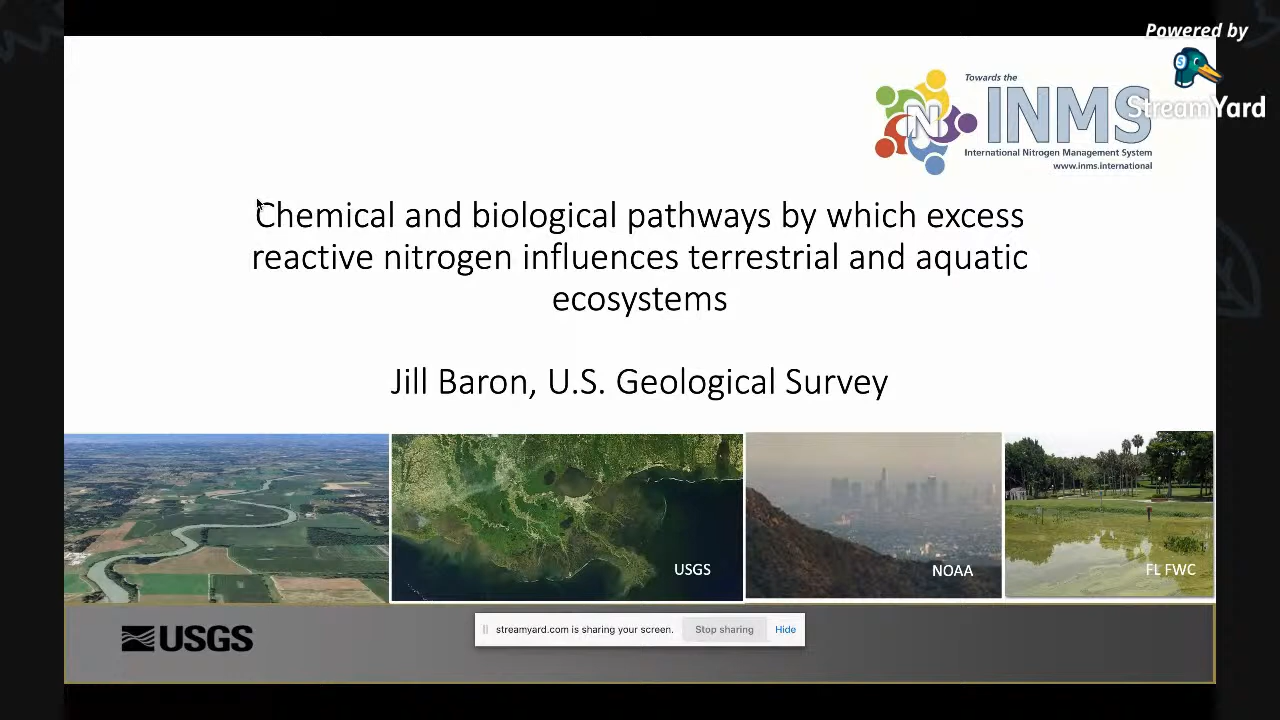 Powered by
StreamYard
Towards the
INMS
International Nitrogen Management System
www.inms.international
N
Chemical and biological pathways by which excess
reactive nitrogen influences terrestrial and aquatic
ecosystems
Jill Baron, U.S. Geological Survey
USGS
NOAA
FL FWC
USGS
streamyard.com is sharing your screen.
Stop sharing
Hide